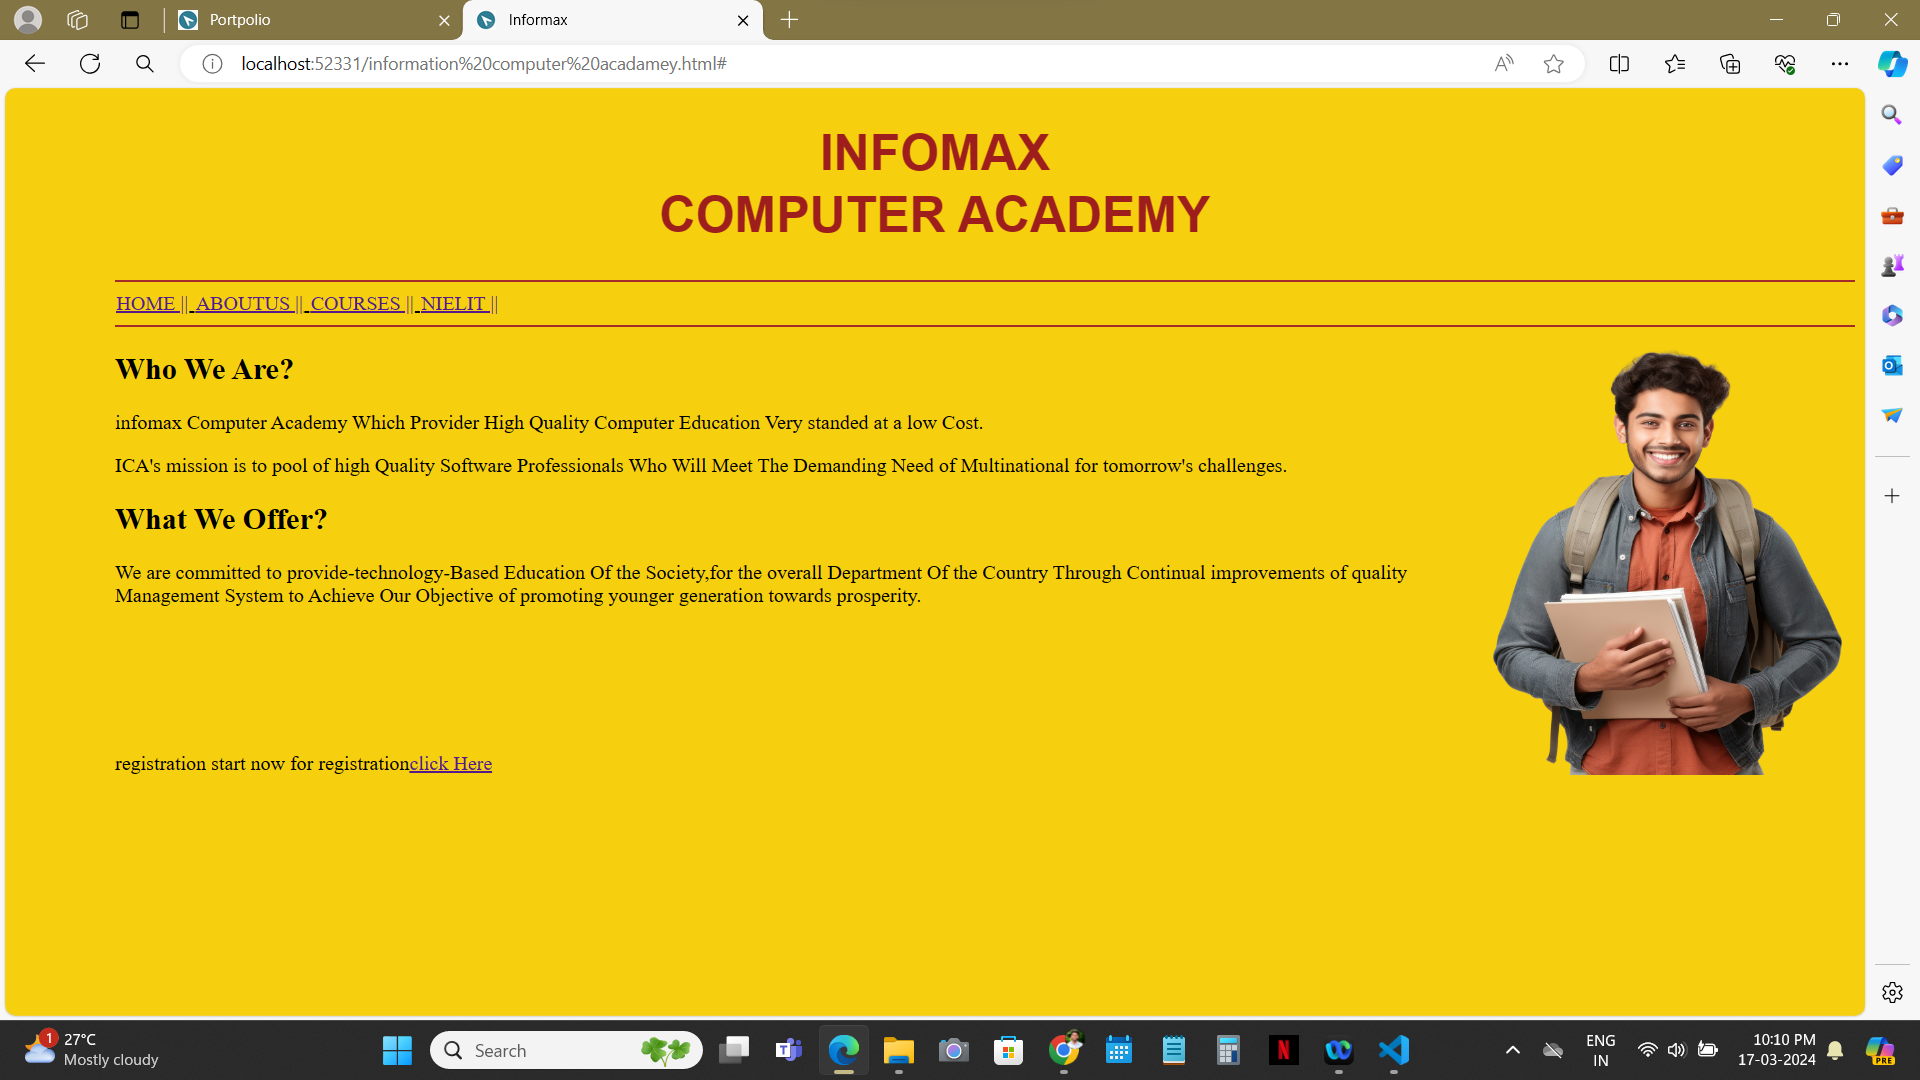 Portpolio
Informax
localhost:52331/information%20computer%20acadamey.html#
INFOMAX
COMPUTER ACADEMY
HOME || ABOUTUS || COURSES || NIELIT ||
Who We Are?
infomax Computer Academy Which Provider High Quality Computer Education Very standed at a low Cost.
ICA's mission is to pool of high Quality Software Professionals Who Will Meet The Demanding Need of Multinational for tomorrow's challenges.
What We Offer?
We are committed to provide-technology-Based Education Of the Society,for the overall Department Of the Country Through Continual improvements of quality
Management System to Achieve Our Objective of promoting younger generation towards prosperity.
registration start now for registrationclick Here
1
27°C
Mostly cloudy
Search
ENG
IN
10:10 PM
17-03-2024
PRE